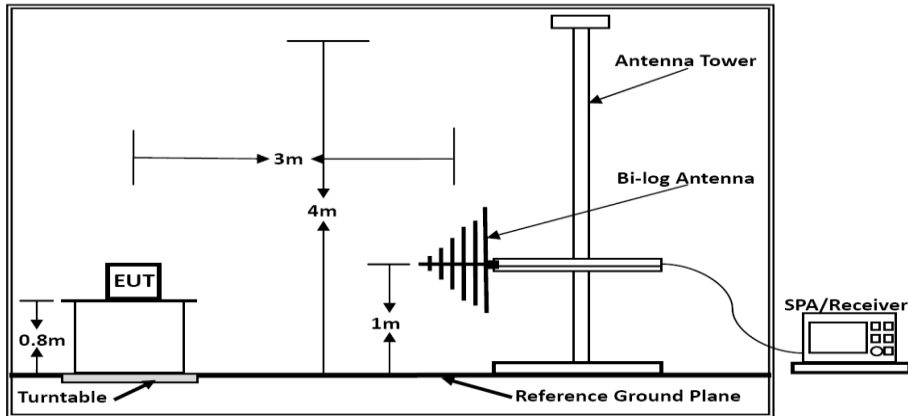 Antenna Tower
3m
Bi-log Antenna
4m
EUT
0.8m
1m
SPA/Receiver
Turntable
Reference Ground Plane